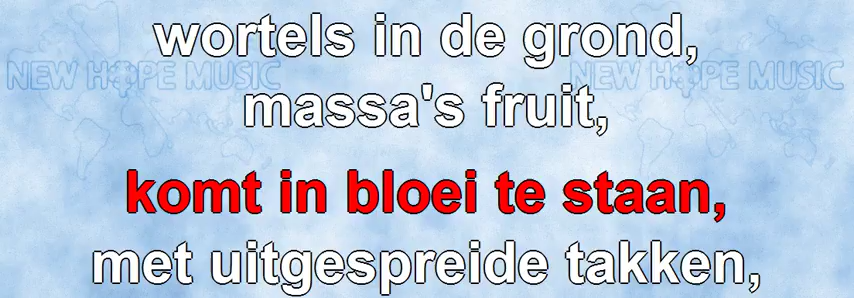 wortels in de grond,
NEW HOPE MUSIC NEW HOPE MUSIC
massa's fruit,
komt in bloei te staan,
met uitgespreide takken,